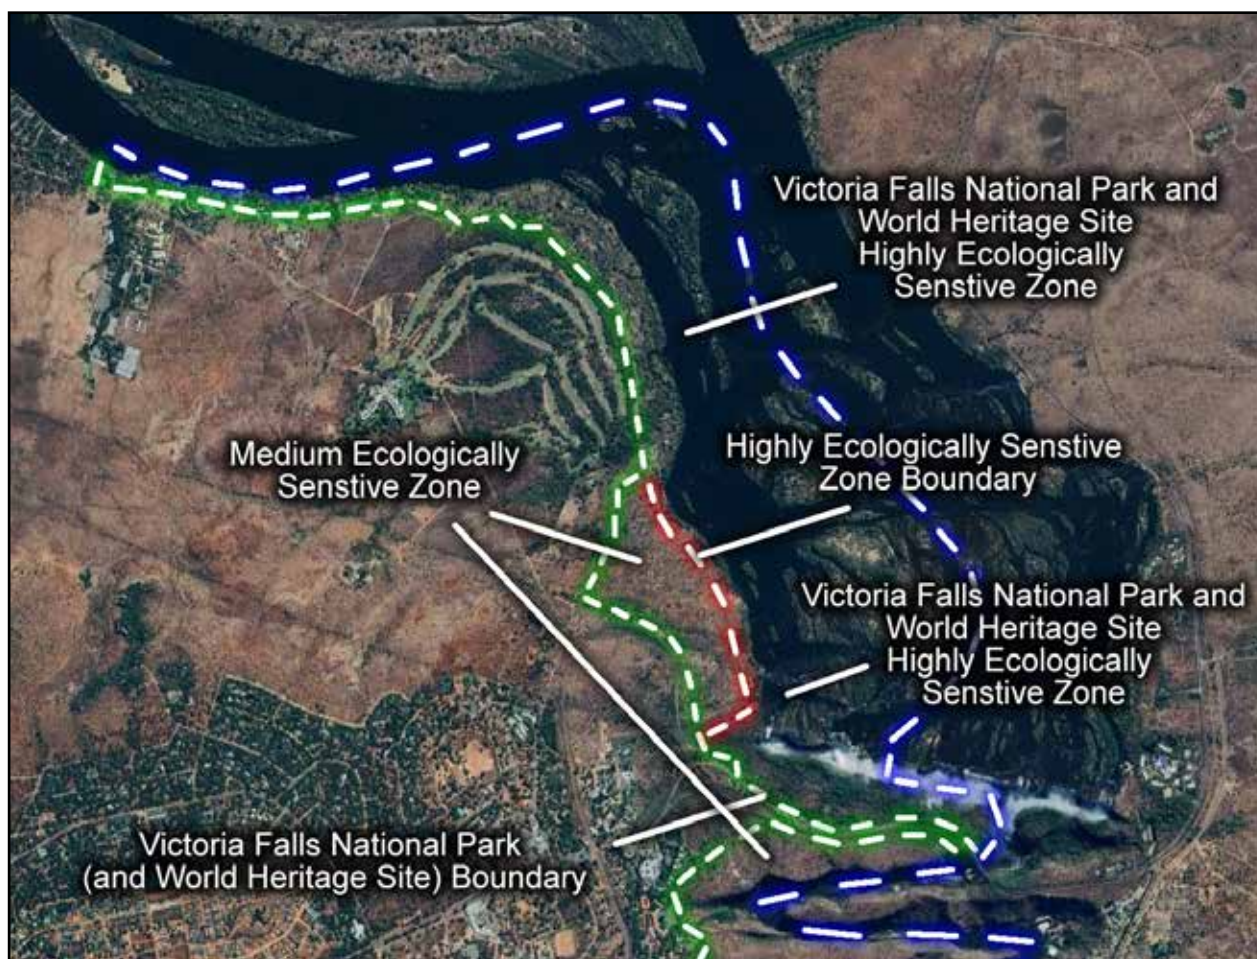 Victoria Falls National Park and
World Heritage Site
Highly Ecologically
Senstive Zone
Medium Ecologically
Senstive Zone
Highly Ecologically Senstive
Zone Boundary
Victoria Falls National Park and
World Heritage Site
Highly Ecologically
Senstive Zone
Victoria Falls National Park
(and World Heritage Site) Boundary